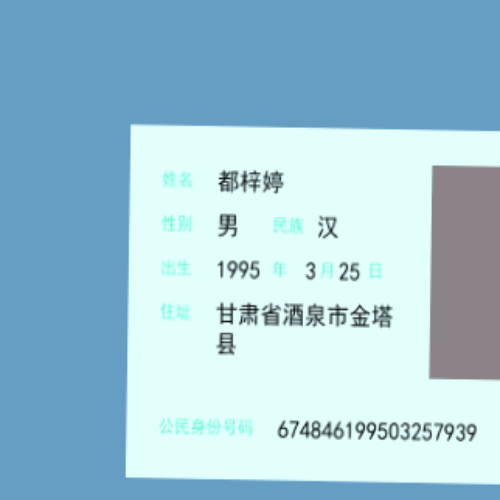 姓名 都梓婷
性别 男 民族 汉
出生 1995 年 3 月 25 日
住址 甘肃省酒泉市金塔
县
公民身份号码 674846199503257939